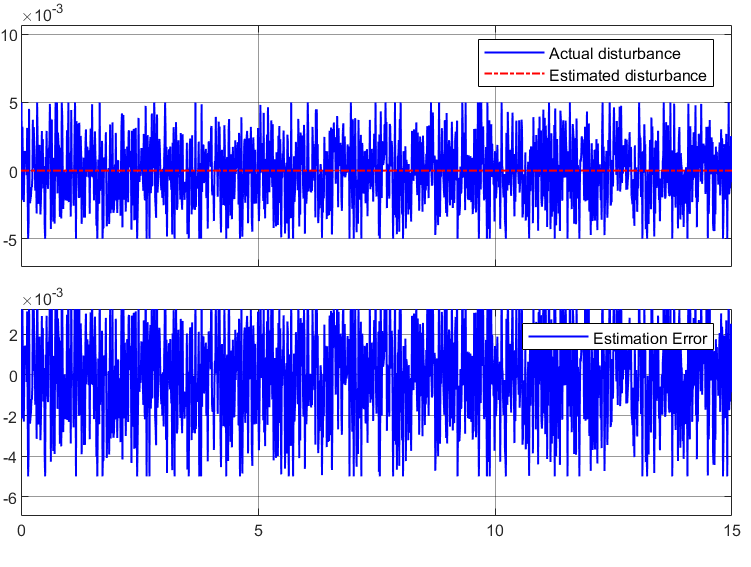 ×10⁻³
10
5
0
-5
Actual disturbance
Estimated disturbance
×10⁻³
2
0
-2
-4
-6
Estimation Error
0 5 10 15